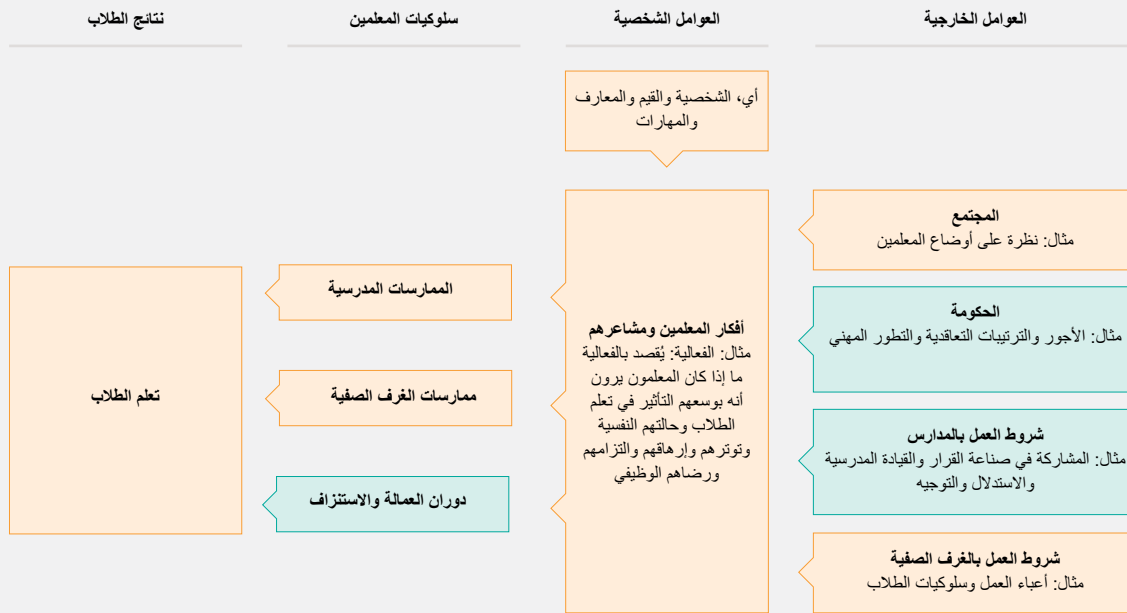 العوامل الخارجية
العوامل الشخصية
سلوكيات المعلمين
نتائج الطلاب
أي، الشخصية والقيم والمعارف
والمهارات
المجتمع
مثال: نظرة على أوضاع المعلمين
الحكومة
مثال: الأجور والترتيبات التعاقدية والتطور المهني
شروط العمل بالمدارس
مثال: المشاركة في صناعة القرار والقيادة المدرسية
والاستدلال والتوجيه
شروط العمل بالغرف الصفية
مثال: أعباء العمل وسلوكيات الطلاب
أفكار المعلمين ومشاعرهم
مثال: الفعالية: يُقصد بالفعالية
ما إذا كان المعلمون يرون
أنه بوسعهم التأثير في تعلم
الطلاب وحالتهم النفسية
وتوترهم وإرهاقهم والتزامهم
ورضاهم الوظيفي
الممارسات المدرسية
ممارسات الغرف الصفية
دوران العمالة والاستنزاف
تعلم الطلاب